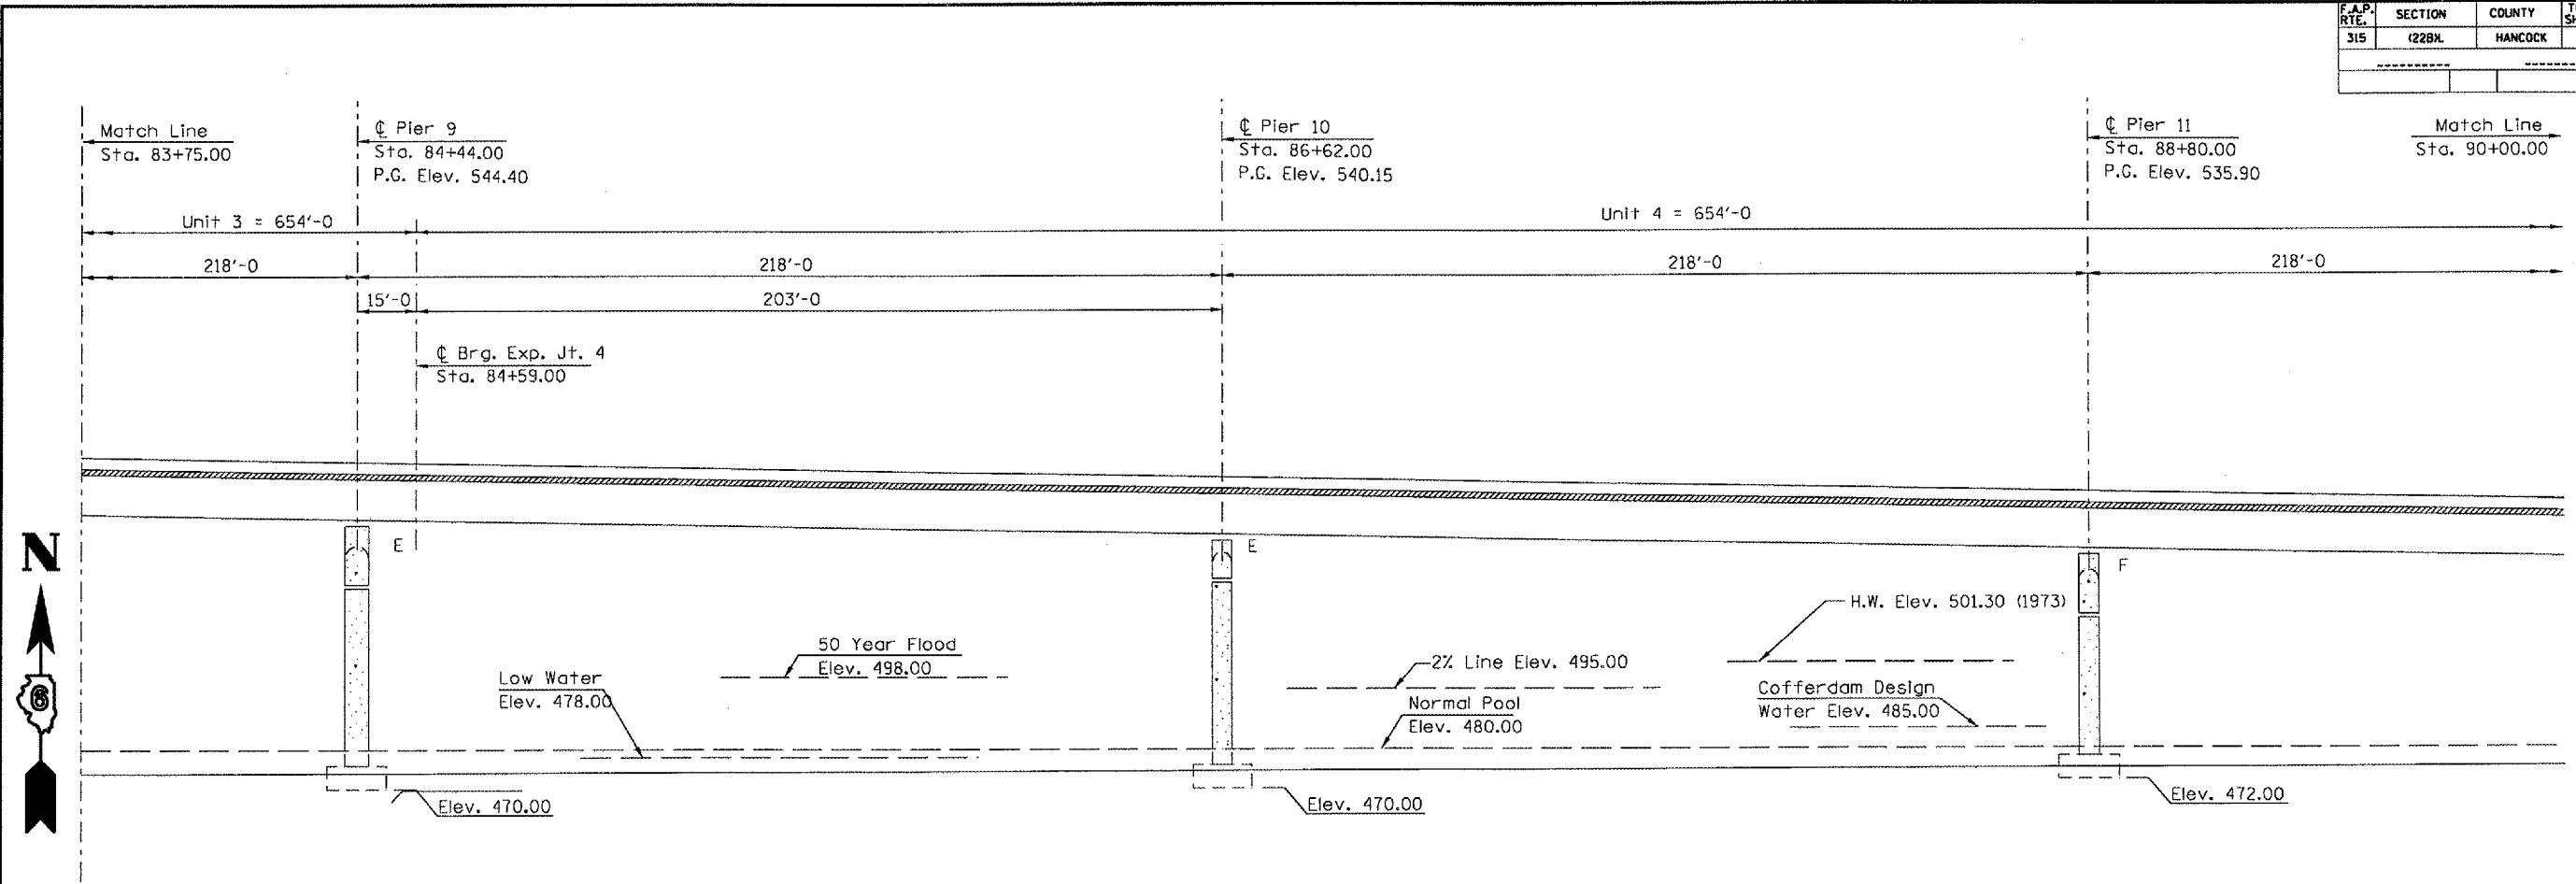 F.A.P. RTE. SECTION COUNTY
315 (22B)L HANCOCK
Match Line
Sta. 83+75.00
℄ Pier 9
Sta. 84+44.00
P.G. Elev. 544.40
℄ Pier 10
Sta. 86+62.00
P.G. Elev. 540.15
℄ Pier 11
Sta. 88+80.00
P.G. Elev. 535.90
Match Line
Sta. 90+00.00
Unit 3 = 654'-0
Unit 4 = 654'-0
218'-0
218'-0
218'-0
218'-0
15'-0
203'-0
℄ Brg. Exp. Jt. 4
Sta. 84+59.00
N
E
E
F
H.W. Elev. 501.30 (1973)
50 Year Flood
Elev. 498.00
2% Line Elev. 495.00
Low Water
Elev. 478.00
Normal Pool
Elev. 480.00
Cofferdam Design
Water Elev. 485.00
6
Elev. 470.00
Elev. 470.00
Elev. 472.00